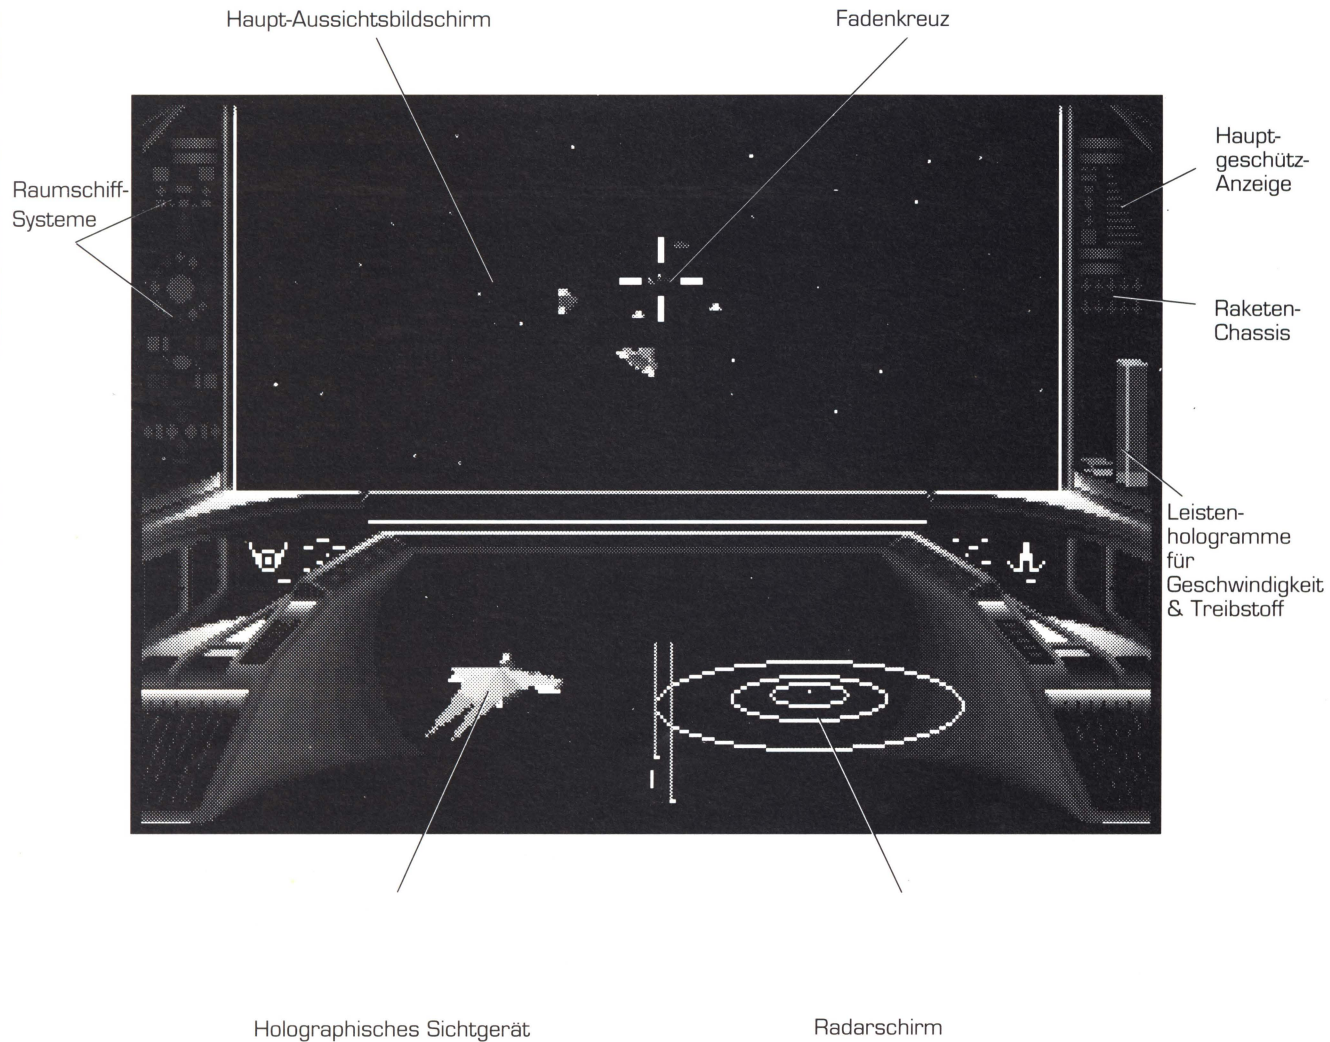 Haupt-Aussichtsbildschirm
Fadenkreuz
Haupt-
geschütz-
Anzeige
Raumschiff-
Systeme
Raketen-
Chassis
Leisten-
hologramme
für
Geschwindigkeit
& Treibstoff
Holographisches Sichtgerät
Radarschirm